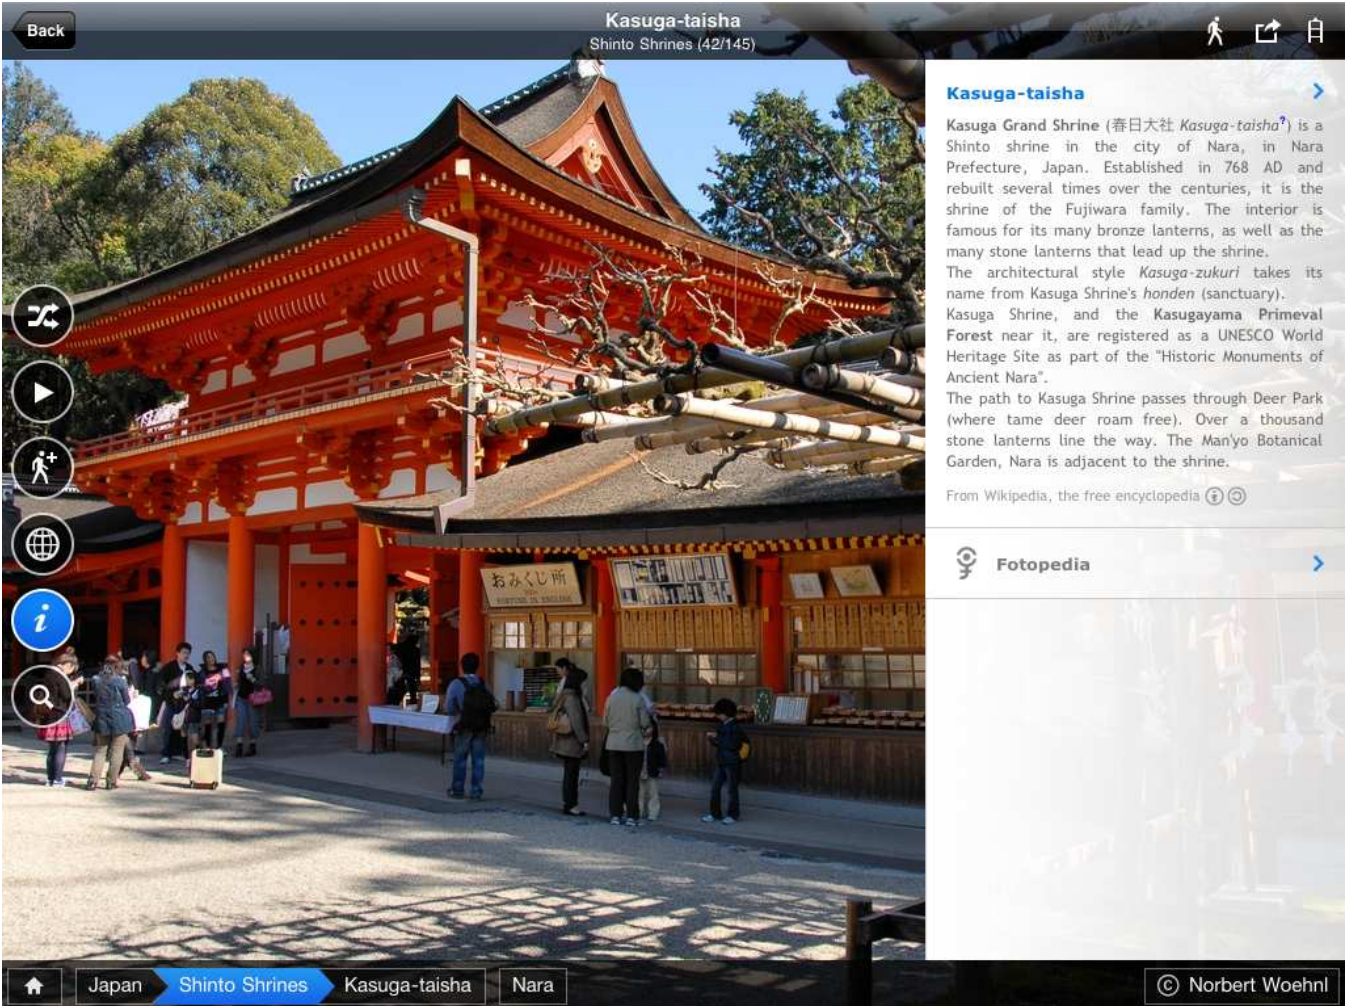 Back
Kasuga-taisha
Shinto Shrines (42/145)
Kasuga-taisha
Kasuga Grand Shrine (春日大社 Kasuga-taisha?) is a
Shinto shrine in the city of Nara, in Nara
Prefecture, Japan. Established in 768 AD and
rebuilt several times over the centuries, it is the
shrine of the Fujiwara family. The interior is
famous for its many bronze lanterns, as well as the
many stone lanterns that lead up the shrine.
The architectural style Kasuga-zukuri takes its
name from Kasuga Shrine's honden (sanctuary).
Kasuga Shrine, and the Kasugayama Primeval
Forest near it, are registered as a UNESCO World
Heritage Site as part of the "Historic Monuments of
Ancient Nara".
The path to Kasuga Shrine passes through Deer Park
(where tame deer roam free). Over a thousand
stone lanterns line the way. The Man'yo Botanical
Garden, Nara is adjacent to the shrine.
From Wikipedia, the free encyclopedia
Fotopedia
おみくじ所
FORTUNE IN ENGLISH
Japan
Shinto Shrines
Kasuga-taisha
Nara
© Norbert Woehnl